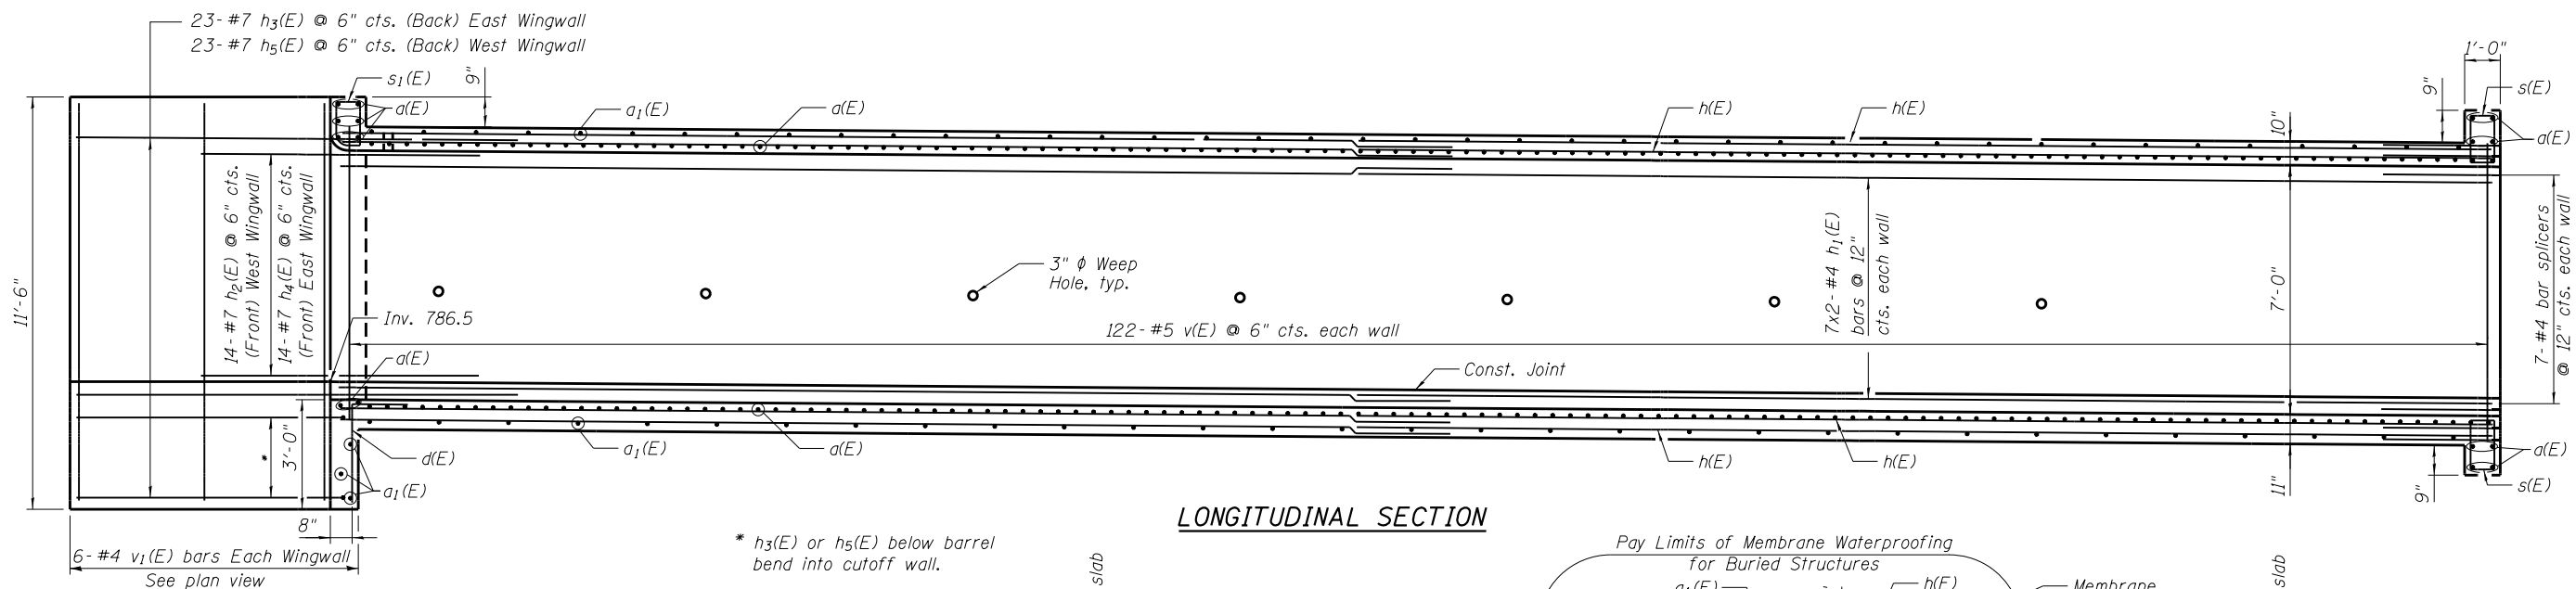 23- #7 h3(E) @ 6" cts. (Back) East Wingwall
23- #7 h5(E) @ 6" cts. (Back) West Wingwall
s1(E)
9"
a(E)
a1(E)
a(E)
h(E)
h(E)
1'-0"
9"
s(E)
10"
a(E)
11'-6"
14- #7 h2(E) @ 6" cts.
(Front) West Wingwall
14- #7 h4(E) @ 6" cts.
(Front) East Wingwall
3" ϕ Weep
Hole, typ.
7x2- #4 h1(E)
bars @ 12"
cts. each wall
7'-0"
7- #4 bar splicers
@ 12" cts. each wall
Inv. 786.5
122- #5 v(E) @ 6" cts. each wall
a(E)
Const. Joint
*
3'-0"
d(E)
a1(E)
a1(E)
a(E)
h(E)
h(E)
11"
9"
a(E)
s(E)
8"
LONGITUDINAL SECTION
6- #4 v1(E) bars Each Wingwall
See plan view
* h3(E) or h5(E) below barrel
bend into cutoff wall.
slab
Pay Limits of Membrane Waterproofing
for Buried Structures
a1(E)
h(E)
Membrane
slab